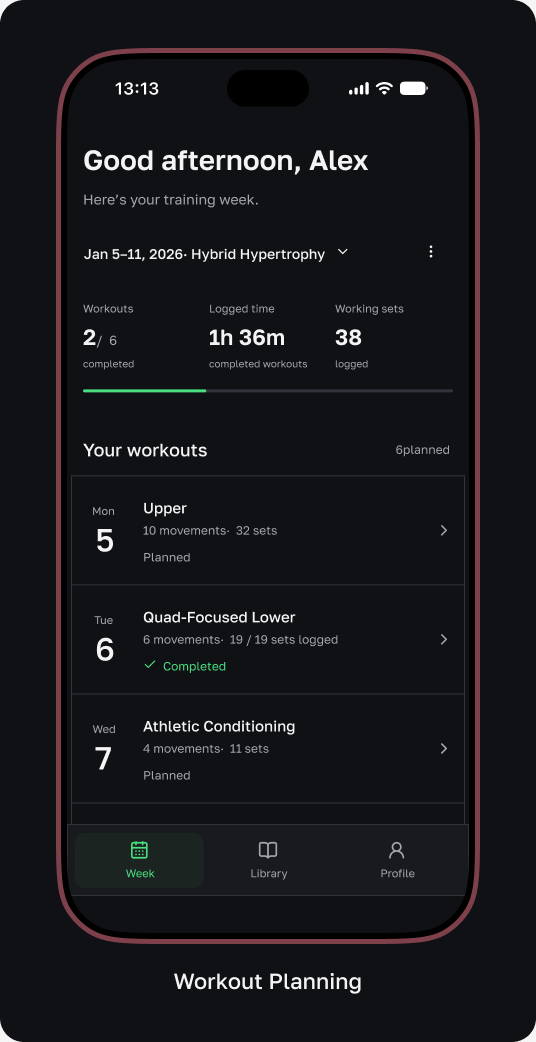 13:13
Good afternoon, Alex
Here's your training week.
Jan 5–11, 2026· Hybrid Hypertrophy
Workouts Logged time Working sets
2/ 6 1h 36m 38
completed completed workouts logged
Your workouts 6planned
Mon
5
Upper
10 movements· 32 sets
Planned
Tue
6
Quad-Focused Lower
6 movements· 19 / 19 sets logged
Completed
Wed
7
Athletic Conditioning
4 movements· 11 sets
Planned
Week Library Profile
Workout Planning